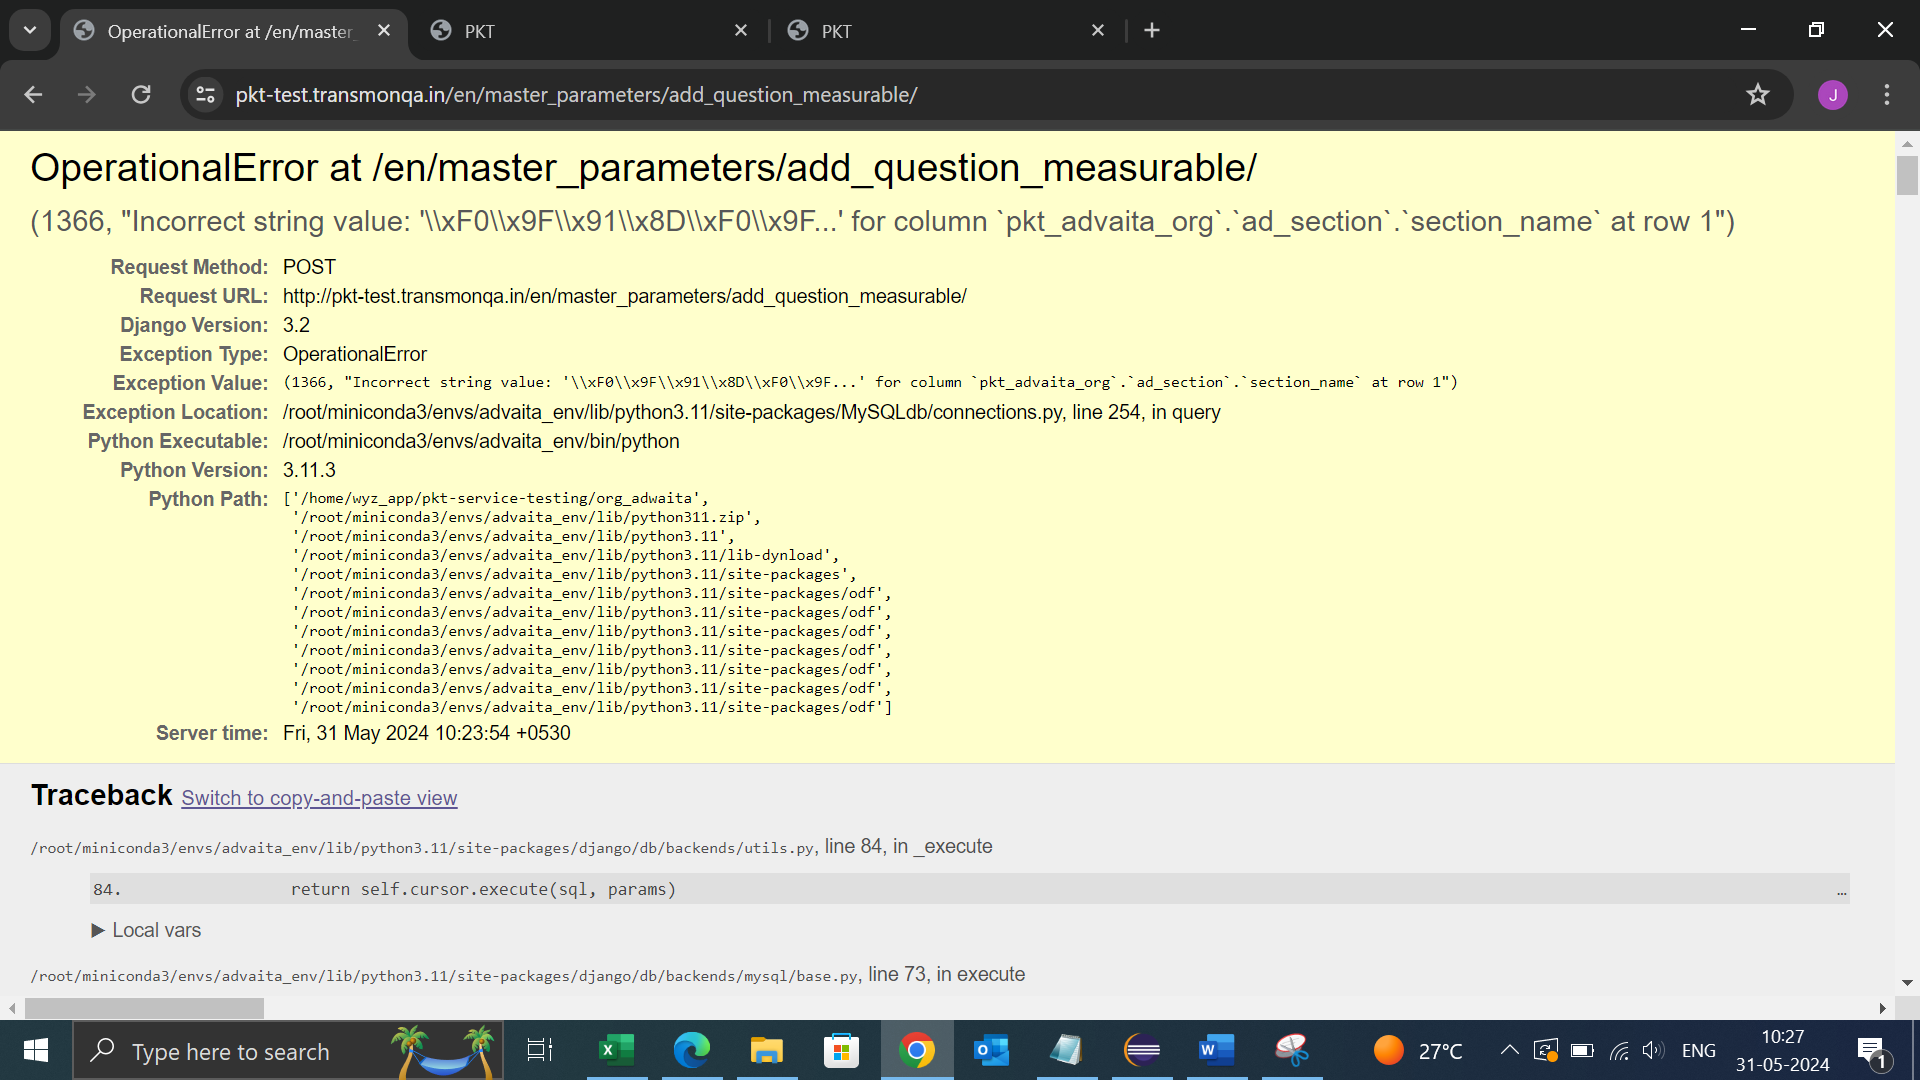 OperationalError at /en/master_
PKT
PKT
pkt-test.transmonqa.in/en/master_parameters/add_question_measurable/
J
OperationalError at /en/master_parameters/add_question_measurable/
(1366, "Incorrect string value: '\\xF0\\x9F\\x91\\x8D\\xF0\\x9F...' for column `pkt_advaita_org`.`ad_section`.`section_name` at row 1")
Request Method: POST
Request URL: http://pkt-test.transmonqa.in/en/master_parameters/add_question_measurable/
Django Version: 3.2
Exception Type: OperationalError
Exception Value: (1366, "Incorrect string value: '\\xF0\\x9F\\x91\\x8D\\xF0\\x9F...' for column `pkt_advaita_org`.`ad_section`.`section_name` at row 1")
Exception Location: /root/miniconda3/envs/advaita_env/lib/python3.11/site-packages/MySQLdb/connections.py, line 254, in query
Python Executable: /root/miniconda3/envs/advaita_env/bin/python
Python Version: 3.11.3
Python Path: ['/home/wyz_app/pkt-service-testing/org_adwaita',
'/root/miniconda3/envs/advaita_env/lib/python311.zip',
'/root/miniconda3/envs/advaita_env/lib/python3.11',
'/root/miniconda3/envs/advaita_env/lib/python3.11/lib-dynload',
'/root/miniconda3/envs/advaita_env/lib/python3.11/site-packages',
'/root/miniconda3/envs/advaita_env/lib/python3.11/site-packages/odf',
'/root/miniconda3/envs/advaita_env/lib/python3.11/site-packages/odf',
'/root/miniconda3/envs/advaita_env/lib/python3.11/site-packages/odf',
'/root/miniconda3/envs/advaita_env/lib/python3.11/site-packages/odf',
'/root/miniconda3/envs/advaita_env/lib/python3.11/site-packages/odf',
'/root/miniconda3/envs/advaita_env/lib/python3.11/site-packages/odf',
'/root/miniconda3/envs/advaita_env/lib/python3.11/site-packages/odf']
Server time: Fri, 31 May 2024 10:23:54 +0530
Traceback Switch to copy-and-paste view
/root/miniconda3/envs/advaita_env/lib/python3.11/site-packages/django/db/backends/utils.py, line 84, in _execute
84. return self.cursor.execute(sql, params) …
▶ Local vars
/root/miniconda3/envs/advaita_env/lib/python3.11/site-packages/django/db/backends/mysql/base.py, line 73, in execute
Type here to search
27°C
ENG
10:27
31-05-2024
1